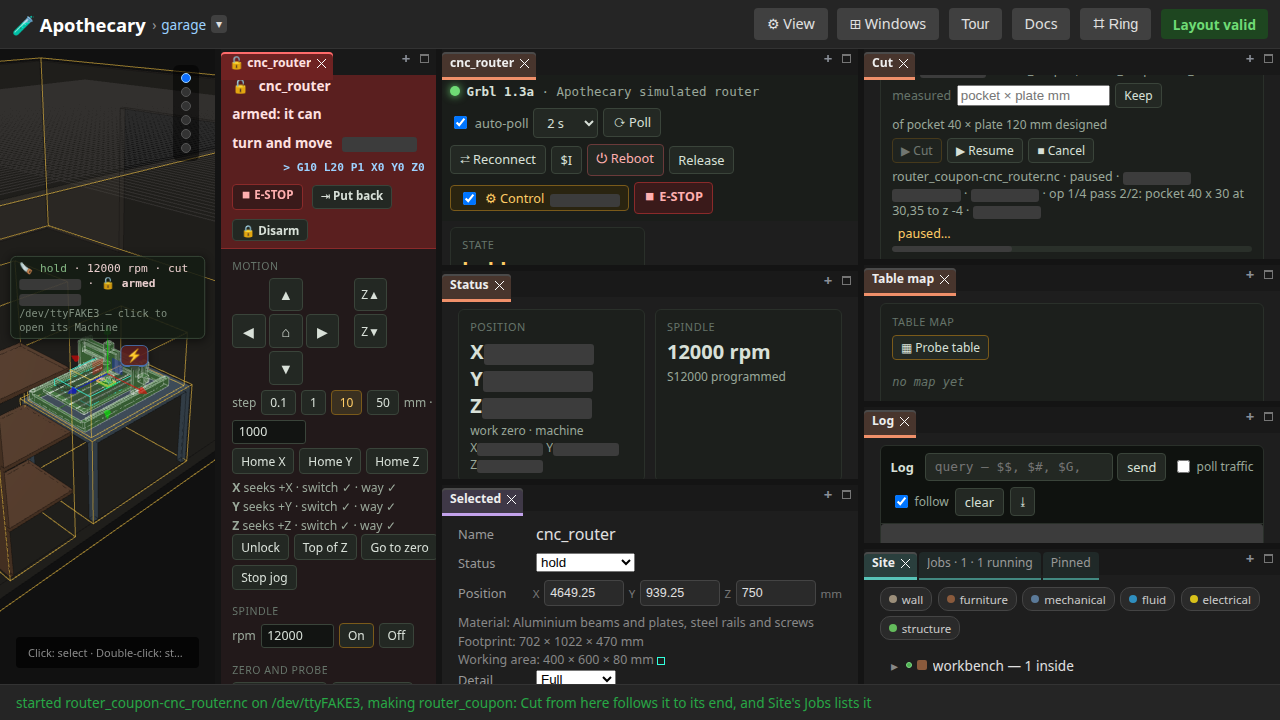 🧪 Apothecary › garage ▾
⚙ View
⊞ Windows
Tour
Docs
⌗ Ring
Layout valid
🔪 hold · 12000 rpm · cut
· 🔓 armed
/dev/ttyFAKE3 — click to
open its Machine
⚡
Click: select · Double-click: st…
🔓 cnc_router
🔓 cnc_router
armed: it can
turn and move
> G10 L20 P1 X0 Y0 Z0
■ E-STOP
⇥ Put back
🔒 Disarm
MOTION
▲ Z▲
◀ ⌂ ▶ Z▼
▼
step 0.1 1 10 50 mm ·
1000
Home X Home Y Home Z
X seeks +X · switch ✓ · way ✓
Y seeks +Y · switch ✓ · way ✓
Z seeks +Z · switch ✓ · way ✓
Unlock Top of Z Go to zero
Stop jog
SPINDLE
rpm 12000 On Off
ZERO AND PROBE
cnc_router
Grbl 1.3a · Apothecary simulated router
auto-poll 2 s ⟳ Poll
⇄ Reconnect $I ⏻ Reboot Release
⚙ Control ■ E-STOP
STATE
Status
POSITION
X
Y
Z
work zero · machine
X Y
Z
SPINDLE
12000 rpm
S12000 programmed
Selected
Name cnc_router
Status hold
Position X 4649.25 Y 939.25 Z 750 mm
Material: Aluminium beams and plates, steel rails and screws
Footprint: 702 × 1022 × 470 mm
Working area: 400 × 600 × 80 mm
Detail Full
Cut
measured pocket × plate mm Keep
of pocket 40 × plate 120 mm designed
▶ Cut ▶ Resume ■ Cancel
router_coupon-cnc_router.nc · paused ·
· · op 1/4 pass 2/2: pocket 40 x 30 at
30,35 to z -4 ·
paused…
Table map
TABLE MAP
▦ Probe table
no map yet
Log
Log query — $$, $#, $G, send poll traffic
follow clear ⤓
Site Jobs · 1 · 1 running Pinned
wall furniture mechanical fluid electrical
structure
▸ workbench — 1 inside
started router_coupon-cnc_router.nc on /dev/ttyFAKE3, making router_coupon: Cut from here follows it to its end, and Site's Jobs lists it